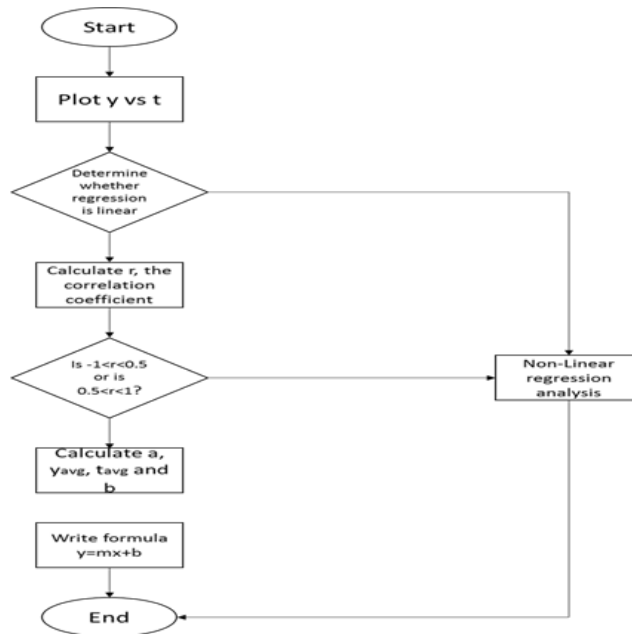 Start
Plot y vs t
Determine
whether
regression
is linear
Calculate r, the
correlation
coefficient
Is -1<r<0.5
or is
0.5<r<1?
Non-Linear
regression
analysis
Calculate a,
yavg, tavg and
b
Write formula
y=mx+b
End